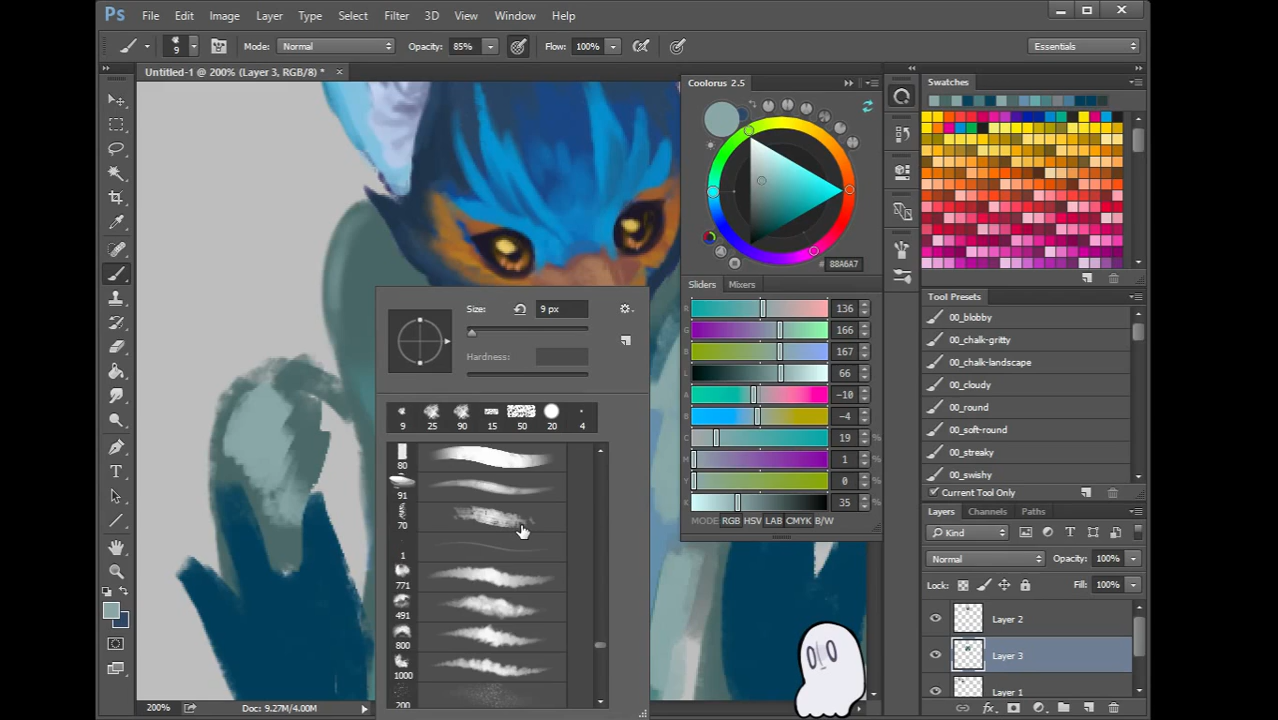 Ps File Edit Image Layer Type Select Filter 3D View Window Help
9 Mode: Normal Opacity: 85% Flow: 100% Essentials
Untitled-1 @ 200% (Layer 3, RGB/8) *
Coolorus 2.5
# 88A6A7
Sliders Mixers
R 136
G 166
B 167
L 66
A -10
B -4
C 19 %
M 1
Y 0
K 35 %
MODE RGB HSV LAB CMYK B/W
Size: 9 px
Hardness:
9 25 90 15 50 20 4
80
91
70
1
771
491
800
1000
200
Swatches
Tool Presets
00_blobby
00_chalk-gritty
00_chalk-landscape
00_cloudy
00_round
00_soft-round
00_streaky
00_swishy
Current Tool Only
Layers Channels Paths
Kind
Normal Opacity: 100%
Lock: Fill: 100%
Layer 2
Layer 3
Layer 1
200% Doc: 9.27M/4.00M